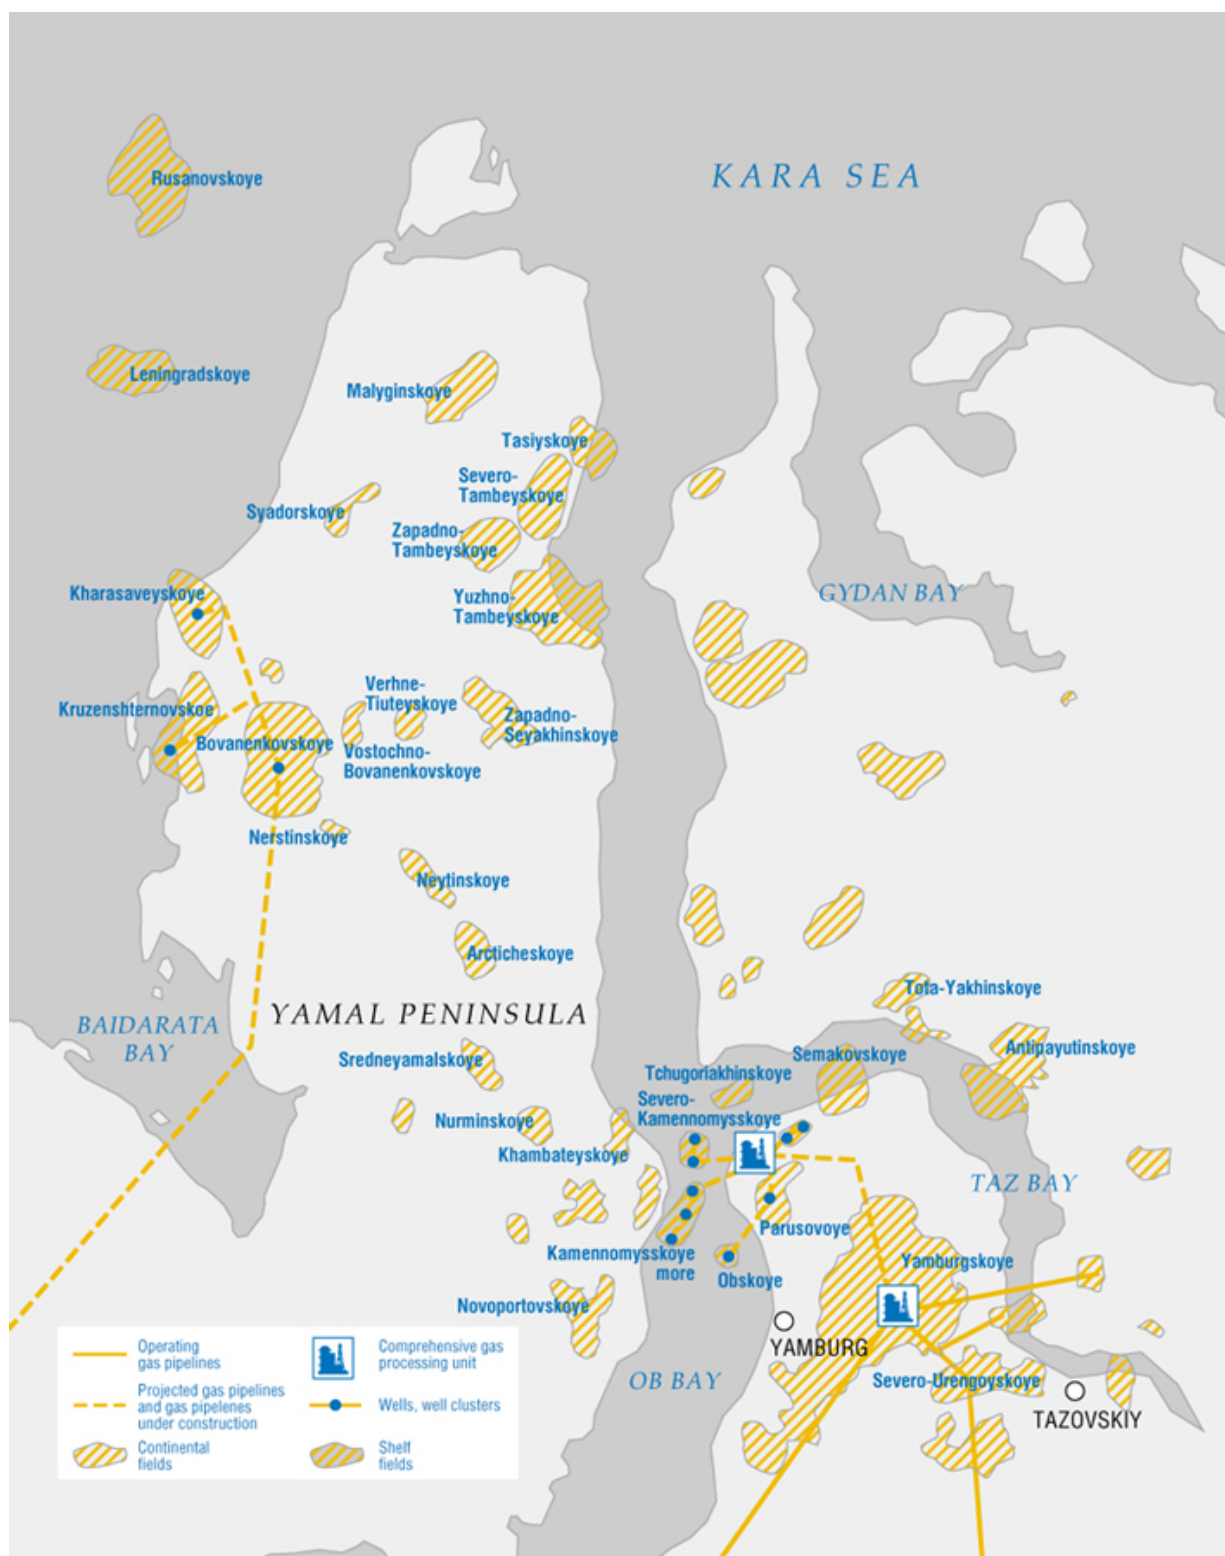 KARA SEA
Rusanovskoye
Leningradskoye
Malyginskoye
Tasiyskoye
Severo-
Tambeyskoye
Syadorskoye
Zapadno-
Tambeyskoye
Kharasaveyskoye
Yuzhno-
Tambeyskoye
GYDAN BAY
Verhne-
Tiuteyskoye
Kruzenshternovskoe
Zapadno-
Seyakhinskoye
Bovanenkovskoye
Vostochno-
Bovanenkovskoye
Nerstinskoye
Neytinskoye
Arcticheskoye
Tota-Yakhinskoye
YAMAL PENINSULA
BAIDARATA
BAY
Sredneyamalskoye
Semakovskoye
Antipayutinskoye
Tchugoriakhinskoye
Severo-
Kamennomysskoye
Nurminskoye
Khambateyskoye
TAZ BAY
Parusovoye
Kamennomysskoye
more
Obskoye
Yamburgskoye
Novoportovskoye
YAMBURG
OB BAY
Severo-Urengoyskoye
TAZOVSKIY
Operating
gas pipelines
Projected gas pipelines
and gas pipelenes
under construction
Continental
fields
Comprehensive gas
processing unit
Wells, well clusters
Shelf
fields